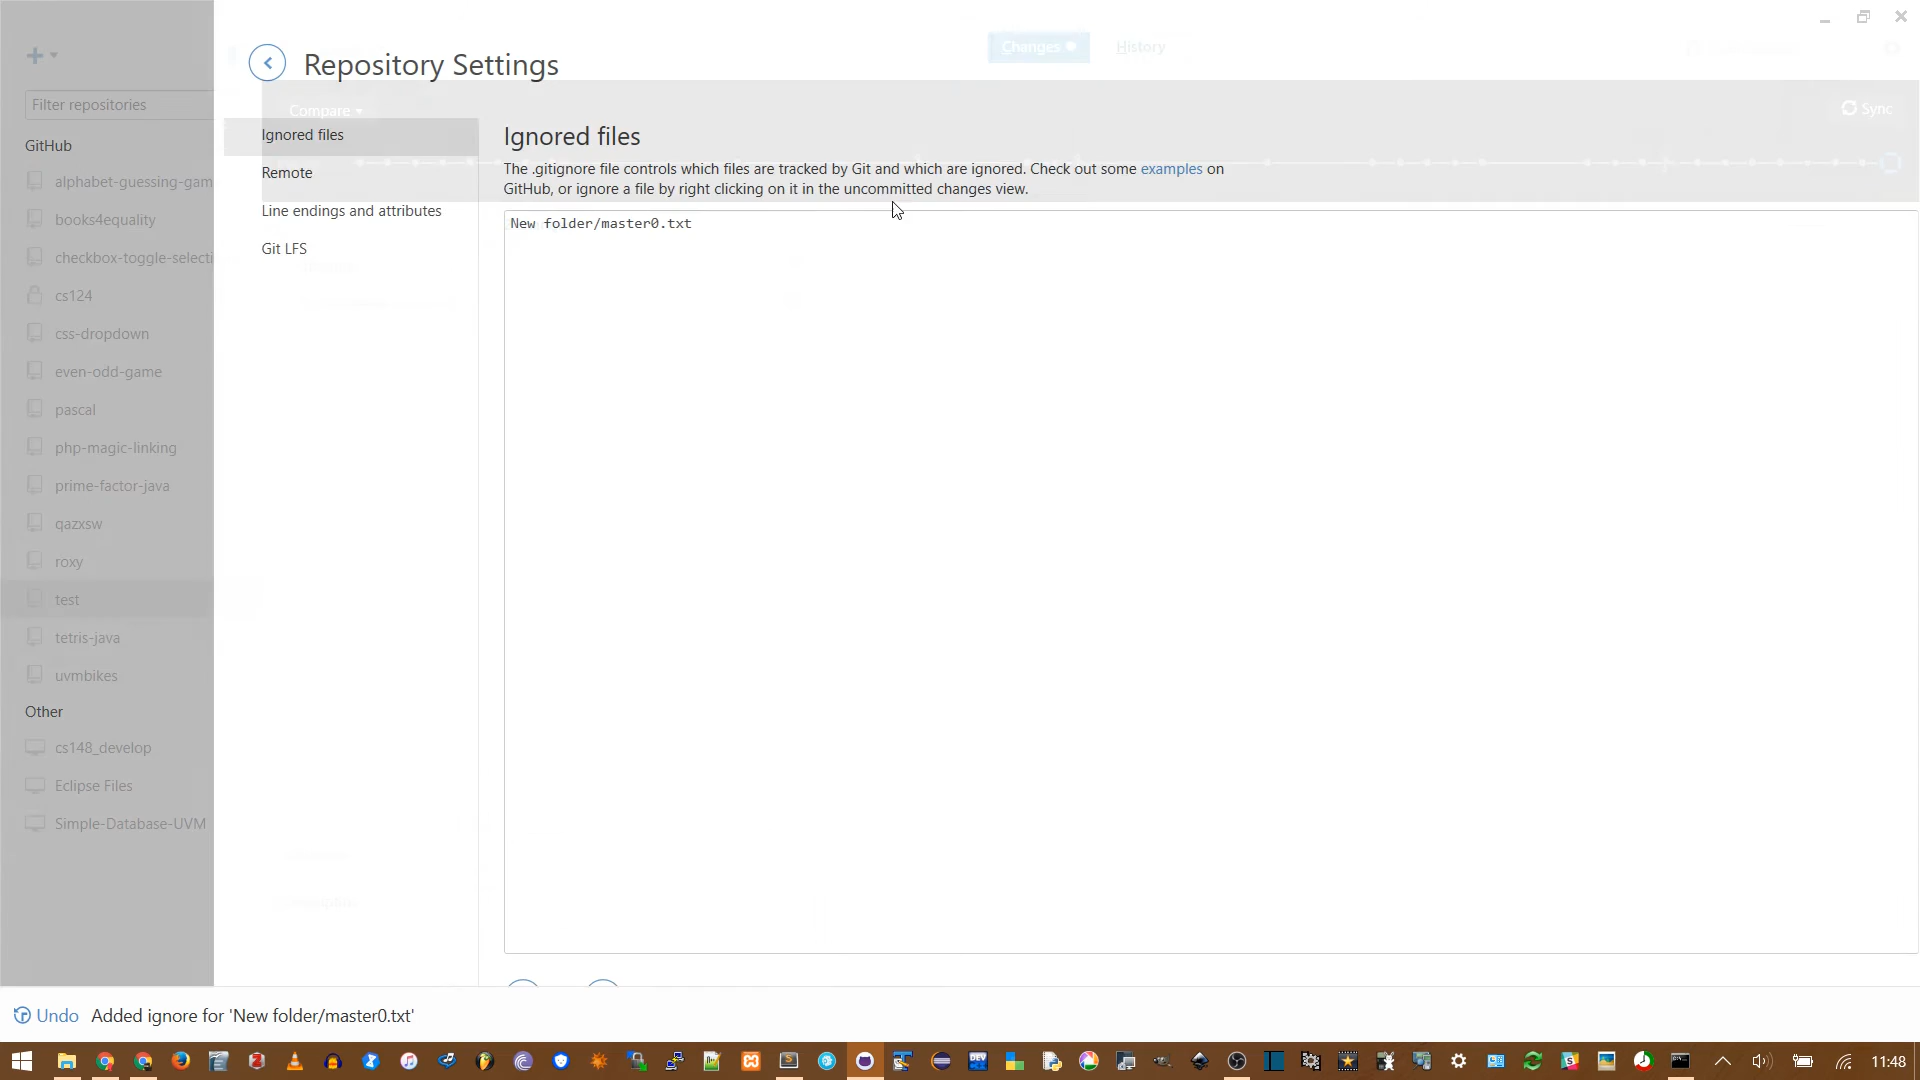 Repository Settings
Changes
History
Filter repositories
Compare
Sync
GitHub
alphabet-guessing-gam
books4equality
checkbox-toggle-selecti
cs124
css-dropdown
even-odd-game
pascal
php-magic-linking
prime-factor-java
qazxsw
roxy
test
tetris-java
uvmbikes
Other
cs148_develop
Eclipse Files
Simple-Database-UVM
Ignored files
Remote
Line endings and attributes
Git LFS
Ignored files
The .gitignore file controls which files are tracked by Git and which are ignored. Check out some examples on
GitHub, or ignore a file by right clicking on it in the uncommitted changes view.
New folder/master0.txt
Undo Added ignore for 'New folder/master0.txt'
11:48